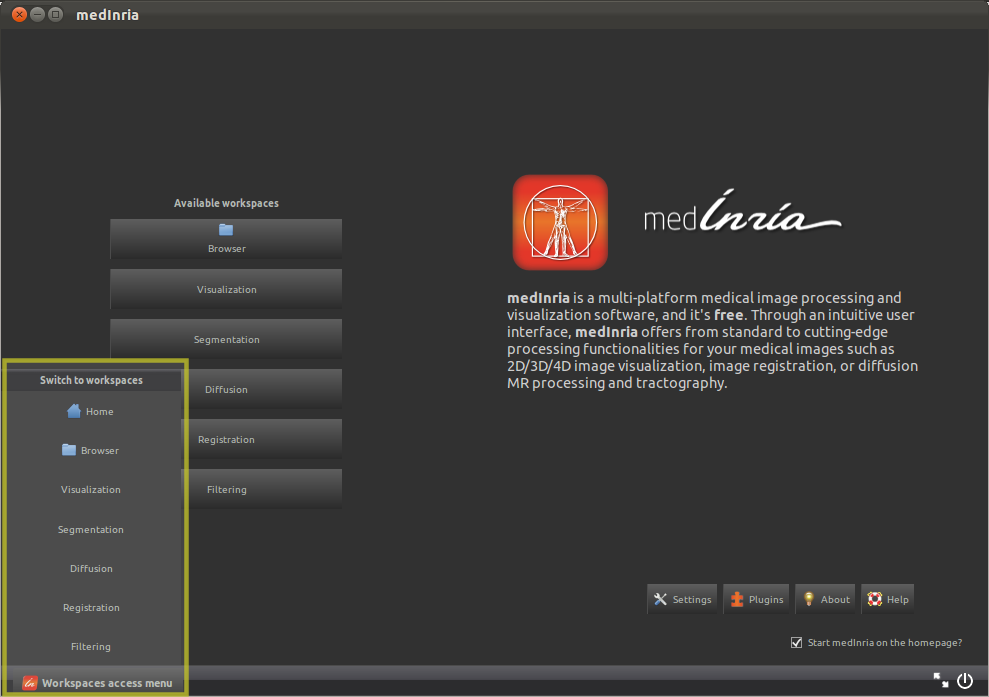 medInria
Available workspaces
Browser
Visualization
Segmentation
Diffusion
Registration
Filtering
Switch to workspaces
Home
Browser
Visualization
Segmentation
Diffusion
Registration
Filtering
Workspaces access menu
medInria
medInria is a multi-platform medical image processing and
visualization software, and it's free. Through an intuitive user
interface, medInria offers from standard to cutting-edge
processing functionalities for your medical images such as
2D/3D/4D image visualization, image registration, or diffusion
MR processing and tractography.
Settings
Plugins
About
Help
Start medInria on the homepage?